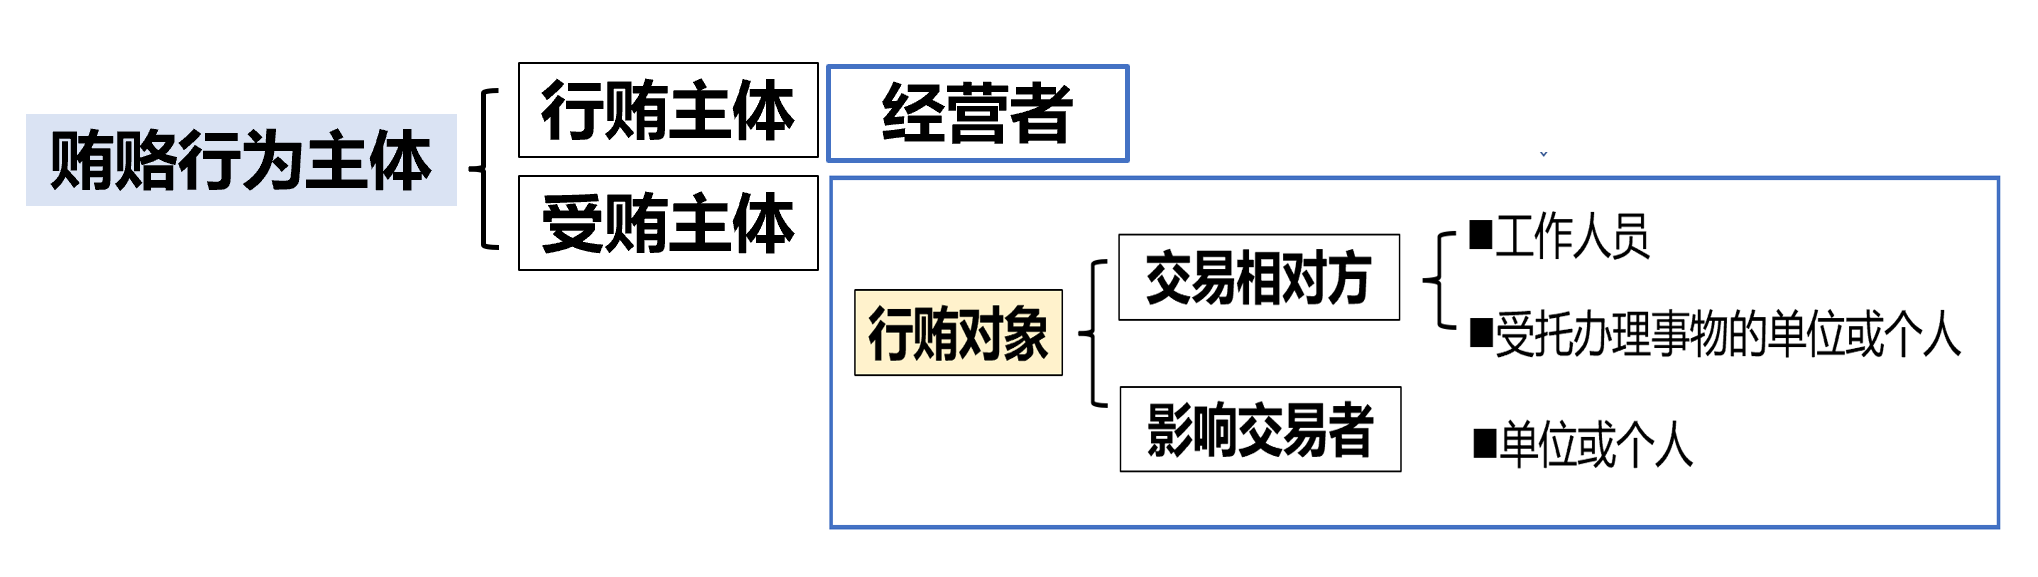 贿赂行为主体
行贿主体
经营者
受贿主体
行贿对象
交易相对方
■工作人员
■受托办理事物的单位或个人
影响交易者
■单位或个人